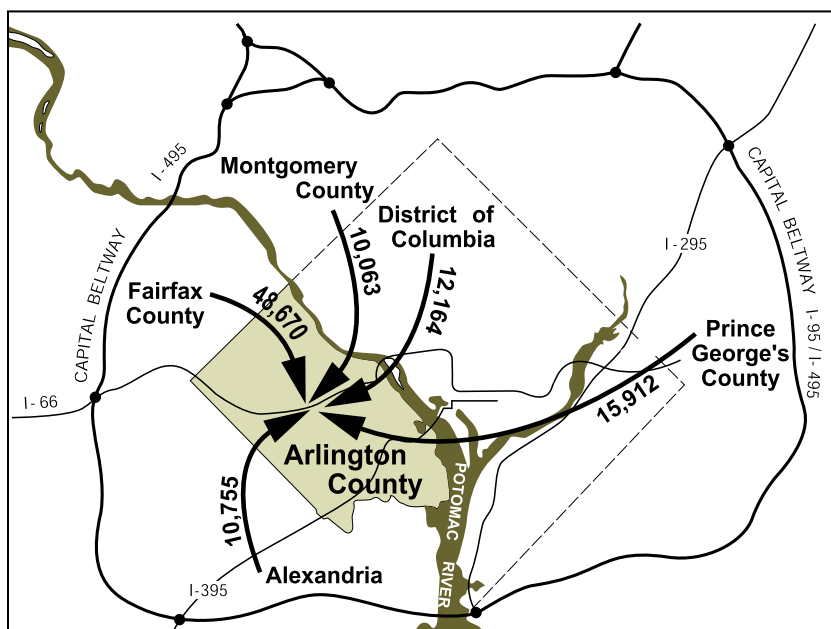 I-495
Montgomery
County
10,063
District of
Columbia
12,164
CAPITAL BELTWAY
I-295
I-95 / I-495
CAPITAL BELTWAY
Fairfax
County
48,670
Prince
George's
County
15,912
I-66
Arlington
County
POTOMAC RIVER
10,755
Alexandria
I-395